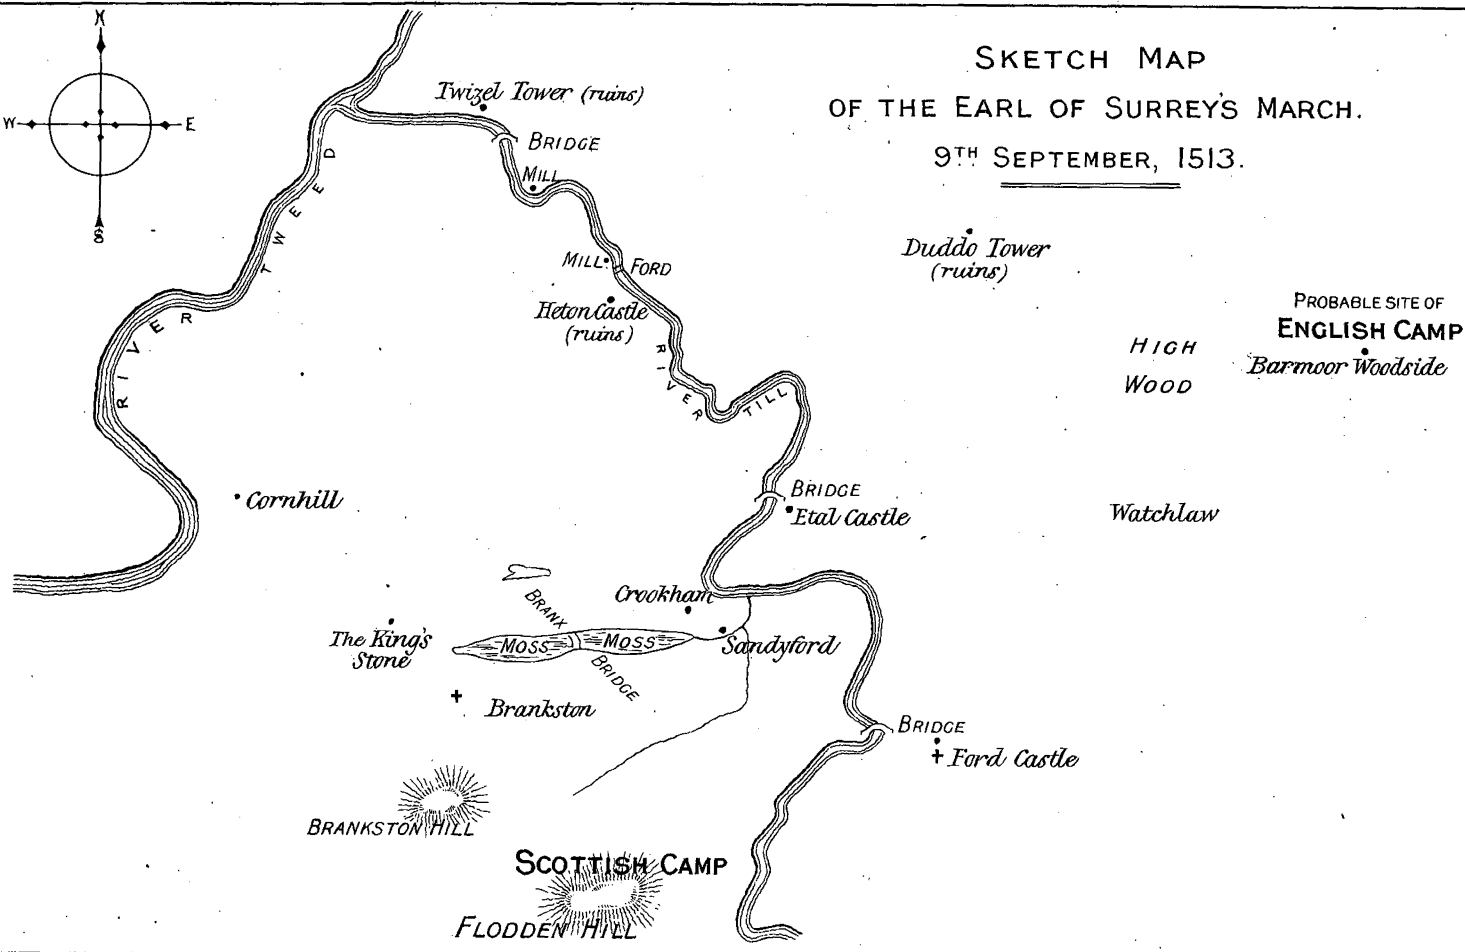 SKETCH MAP
OF THE EARL OF SURREY'S MARCH.
9TH SEPTEMBER, 1513.
N
W
E
S
Twizel Tower (ruins)
BRIDGE
MILL
RIVER TWEED
MILL.
FORD
Heton Castle
(ruins)
Duddo Tower
(ruins)
PROBABLE SITE OF
ENGLISH CAMP
Barmoor Woodside
HIGH
WOOD
RIVER TILL
Cornhill
BRIDGE
Etal Castle
Watchlaw
Crookham
BRANX
BRIDGE
The King's
Stone
MOSS
MOSS
Sandyford
Brankston
BRIDGE
Ford Castle
BRANKSTON HILL
SCOTTISH CAMP
FLODDEN HILL